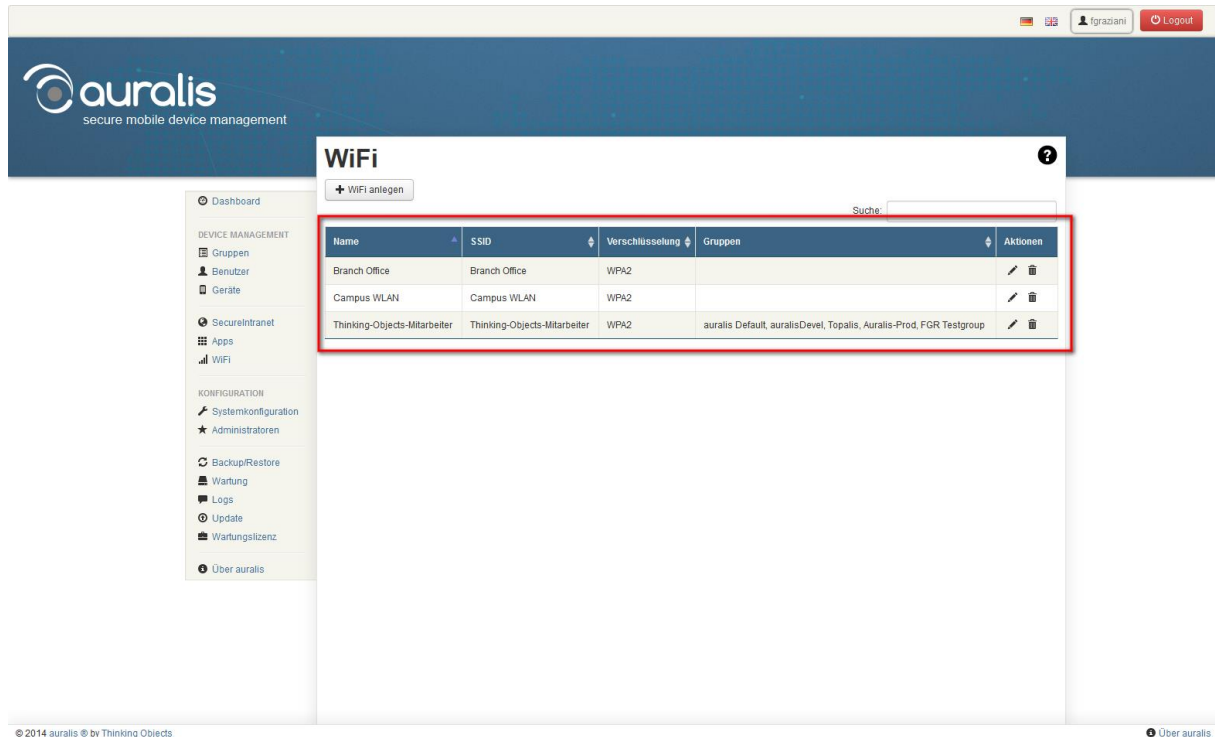 fgraziani Logout
auralis
secure mobile device management
WiFi
WiFi anlegen
Suche:
Dashboard
DEVICE MANAGEMENT
Gruppen
Benutzer
Geräte
SecureIntranet
Apps
WiFi
KONFIGURATION
Systemkonfiguration
Administratoren
Backup/Restore
Wartung
Logs
Update
Wartungslizenz
Über auralis
Name SSID Verschlüsselung Gruppen Aktionen
Branch Office Branch Office WPA2
Campus WLAN Campus WLAN WPA2
Thinking-Objects-Mitarbeiter Thinking-Objects-Mitarbeiter WPA2 auralis Default, auralisDevel, Topalis, Auralis-Prod, FGR Testgroup
© 2014 auralis ® by Thinking Objects Über auralis